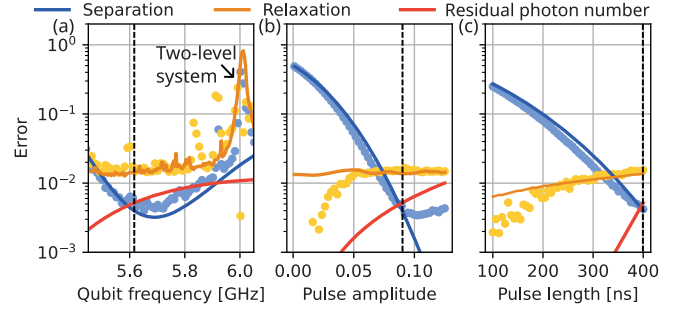 Separation Relaxation Residual photon number
(a) (b) (c)
Two-level
system
Error
10⁰
10⁻¹
10⁻²
10⁻³
5.6 5.8 6.0 0.00 0.05 0.10 100 200 300 400
Qubit frequency [GHz] Pulse amplitude Pulse length [ns]